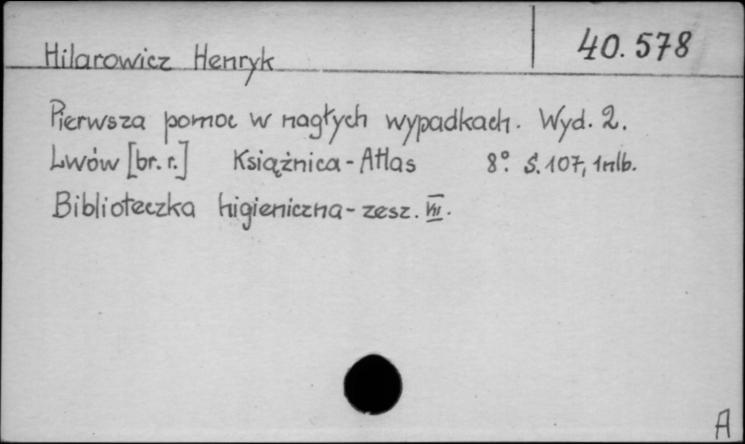 Hilarowicz Henryk 40.578
Pierwsza pomoc w nagłych wypadkach. Wyd. 2.
Lwów [br. r.] Książnica-Atlas 8° S. 107, 1nlb.
Biblioteczka higieniczna - zesz.
A